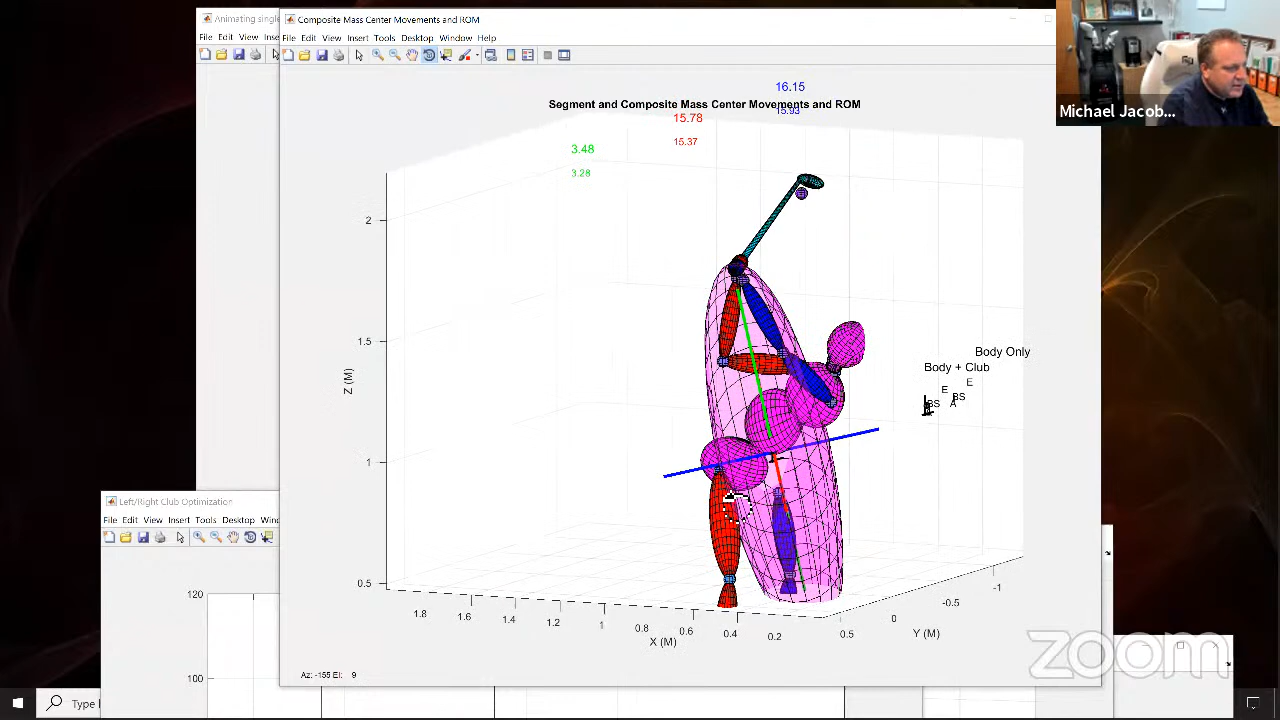 Animating single
File Edit View Inse
Composite Mass Center Movements and ROM
File Edit View Insert Tools Desktop Window Help
Michael Jacob...
16.15
Segment and Composite Mass Center Movements and ROM
15.93
15.78
15.37
3.48
3.28
2
1.5
Z (M)
1
0.5
Body Only
Body + Club
E
E
BS
BS
A
1.8
1.6
1.4
1.2
1
0.8
0.6
0.4
0.2
X (M)
0.5
0
-0.5
-1
Y (M)
Az: -155 El: 9
Left/Right Club Optimization
File Edit View Insert Tools Desktop Wind
120
100
zoom
Type